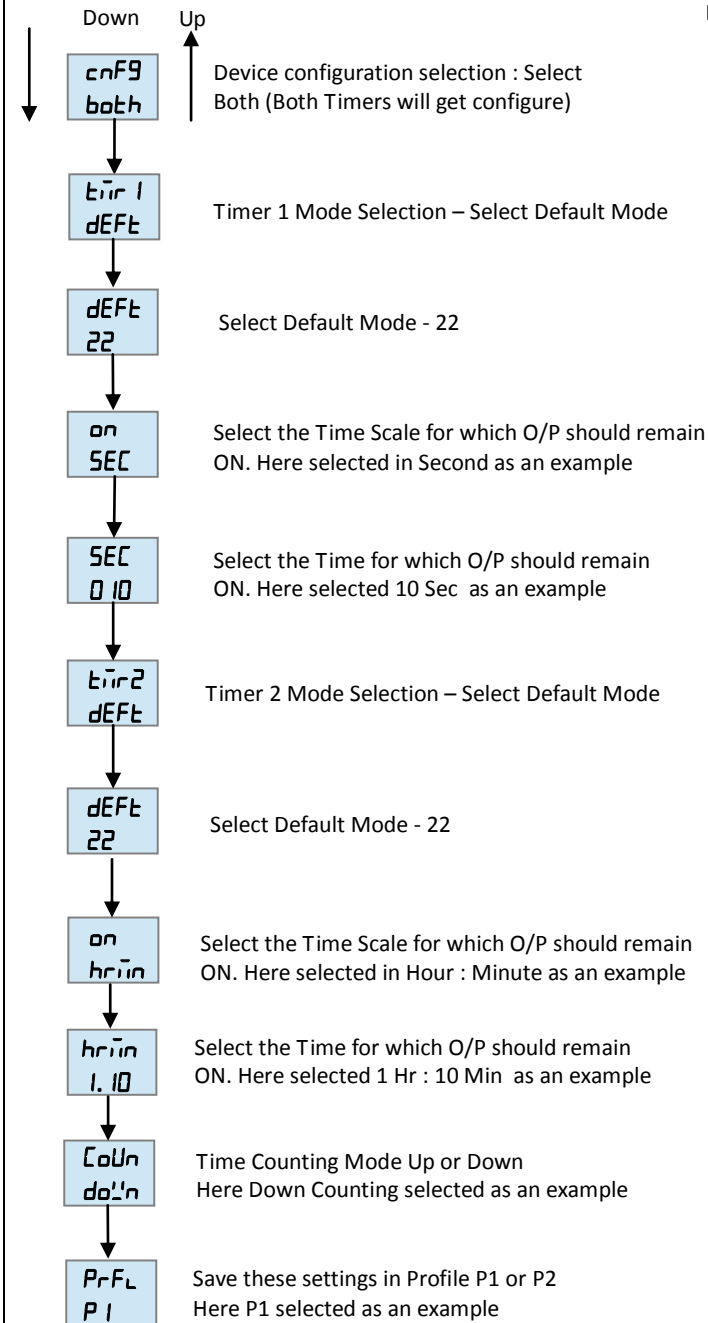 Down Up
cnFg
both
Device configuration selection : Select
Both (Both Timers will get configure)
tmr 1
dEFt
Timer 1 Mode Selection – Select Default Mode
dEFt
22
Select Default Mode - 22
on
SEC
Select the Time Scale for which O/P should remain
ON. Here selected in Second as an example
SEC
0 10
Select the Time for which O/P should remain
ON. Here selected 10 Sec as an example
tmr2
dEFt
Timer 2 Mode Selection – Select Default Mode
dEFt
22
Select Default Mode - 22
on
hrmn
Select the Time Scale for which O/P should remain
ON. Here selected in Hour : Minute as an example
hrmn
1. 10
Select the Time for which O/P should remain
ON. Here selected 1 Hr : 10 Min as an example
CoUn
doWn
Time Counting Mode Up or Down
Here Down Counting selected as an example
PrFL
P 1
Save these settings in Profile P1 or P2
Here P1 selected as an example